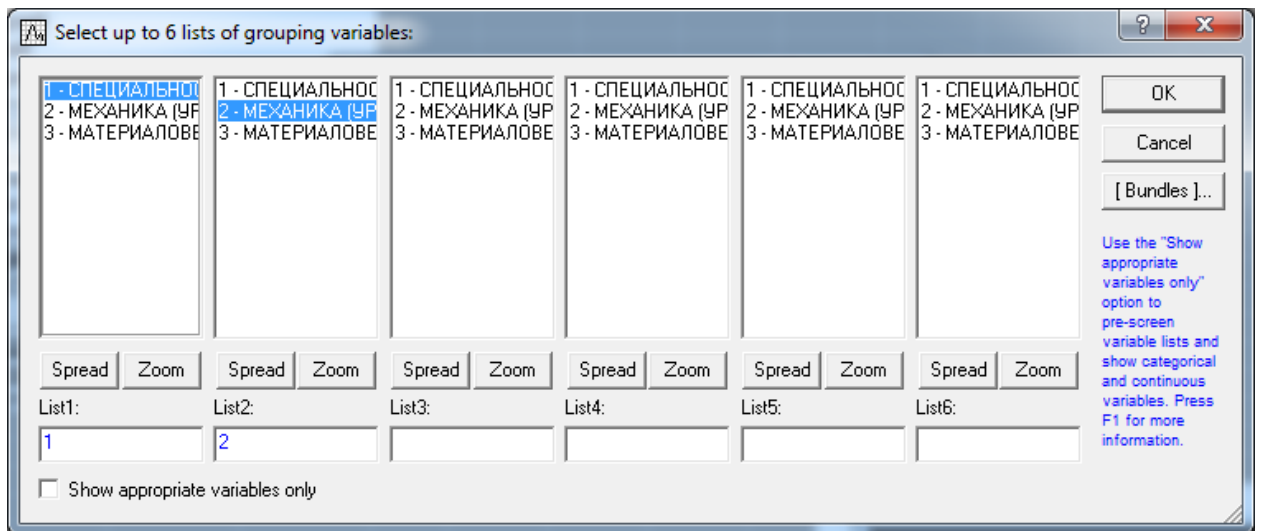 Select up to 6 lists of grouping variables:
1 - СПЕЦИАЛЬНОС
2 - МЕХАНИКА (УР
3 - МАТЕРИАЛОВЕ
1 - СПЕЦИАЛЬНОС
2 - МЕХАНИКА (УР
3 - МАТЕРИАЛОВЕ
1 - СПЕЦИАЛЬНОС
2 - МЕХАНИКА (УР
3 - МАТЕРИАЛОВЕ
1 - СПЕЦИАЛЬНОС
2 - МЕХАНИКА (УР
3 - МАТЕРИАЛОВЕ
1 - СПЕЦИАЛЬНОС
2 - МЕХАНИКА (УР
3 - МАТЕРИАЛОВЕ
1 - СПЕЦИАЛЬНОС
2 - МЕХАНИКА (УР
3 - МАТЕРИАЛОВЕ
OK
Cancel
[ Bundles ]...
Use the "Show
appropriate
variables only"
option to
pre-screen
variable lists and
show categorical
and continuous
variables. Press
F1 for more
information.
Spread Zoom Spread Zoom Spread Zoom Spread Zoom Spread Zoom Spread Zoom
List1: List2: List3: List4: List5: List6:
1 2
Show appropriate variables only